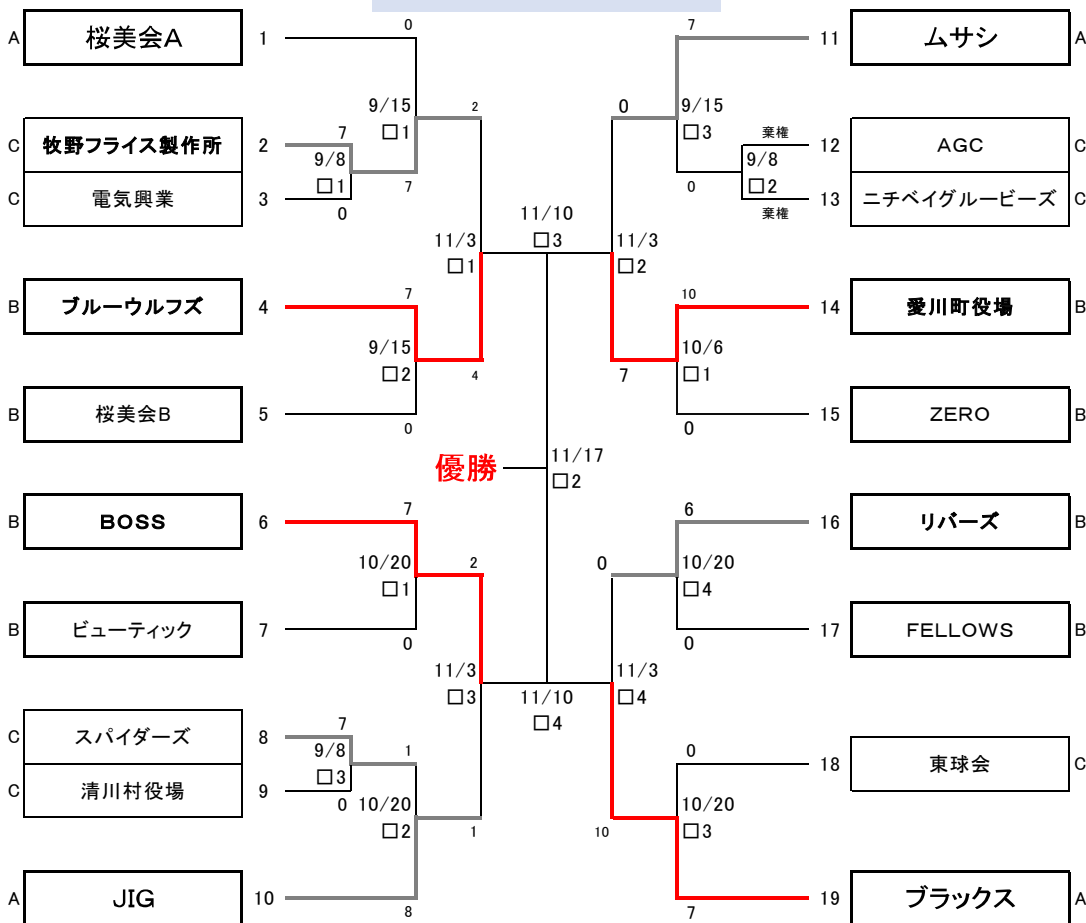 0
7
A 桜美会A 1
11 ムサシ A
9/15
□1
2
0
9/15
□3
C 牧野フライス製作所 2
7
9/8
□1
C 電気興業 3
0
7
棄権
12 AGC C
9/8
□2
0
13 ニチベイグルービーズ C
棄権
11/10
□3
11/3
□1
11/3
□2
B ブルーウルフズ 4
7
10
14 愛川町役場 B
9/15
□2
4
7
10/6
□1
B 桜美会B 5
0
0
15 ZERO B
優勝
11/17
□2
B BOSS 6
7
6
16 リバーズ B
10/20
□1
2
0
10/20
□4
B ビューティック 7
0
0
17 FELLOWS B
11/3
□3
11/10
□4
11/3
□4
C スパイダーズ 8
7
9/8
□3
1
C 清川村役場 9
0
10/20
□2
1
0
18 東球会 C
10/20
□3
10
A JIG 10
8
7
19 ブラックス A